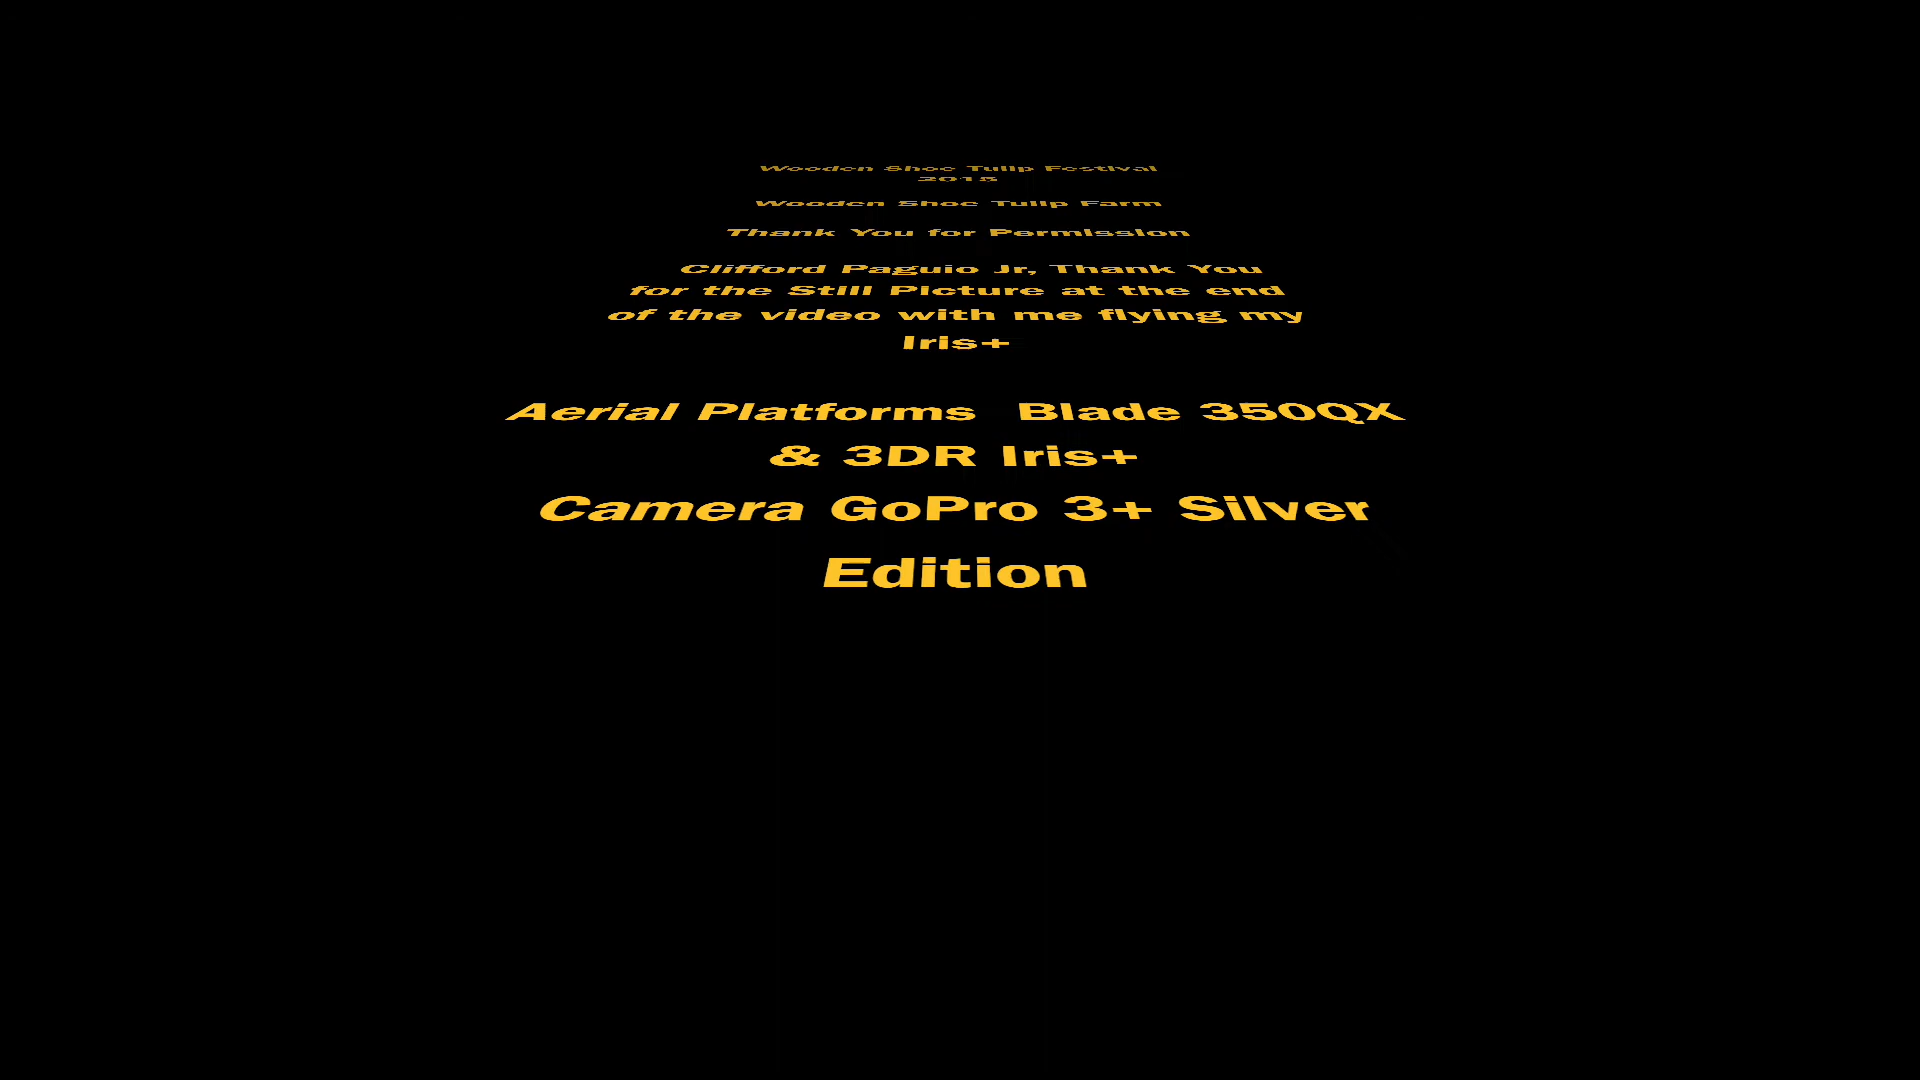 Wooden Shoe Tulip Festival
2015
Wooden Shoe Tulip Farm
Thank You for Permission
Clifford Paguio Jr, Thank You
for the Still Picture at the end
of the video with me flying my
Iris+
Aerial Platforms  Blade 350QX
& 3DR Iris+
Camera GoPro 3+ Silver
Edition